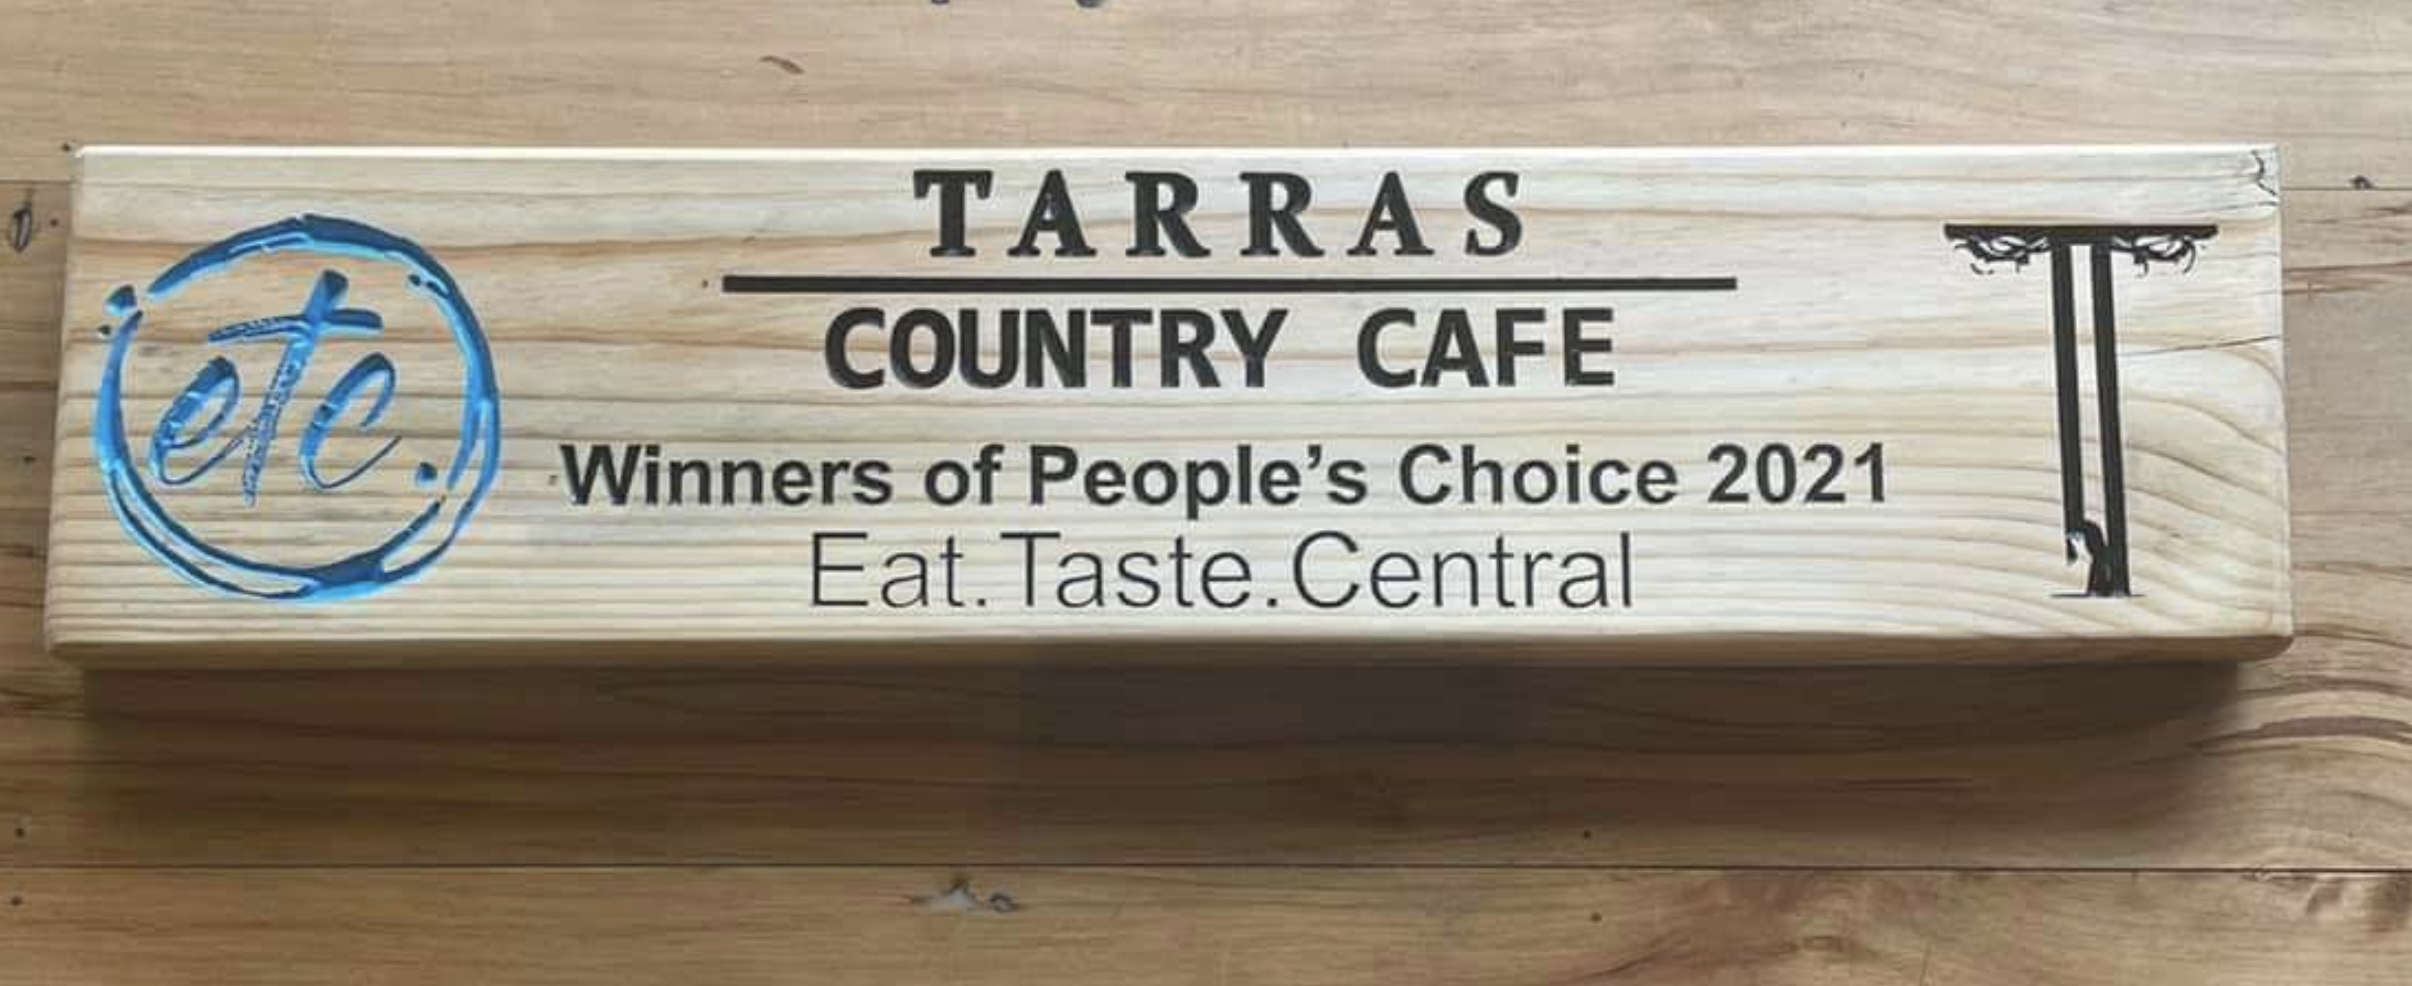 etc.
TARRAS
COUNTRY CAFE
Winners of People’s Choice 2021
Eat.Taste.Central
T